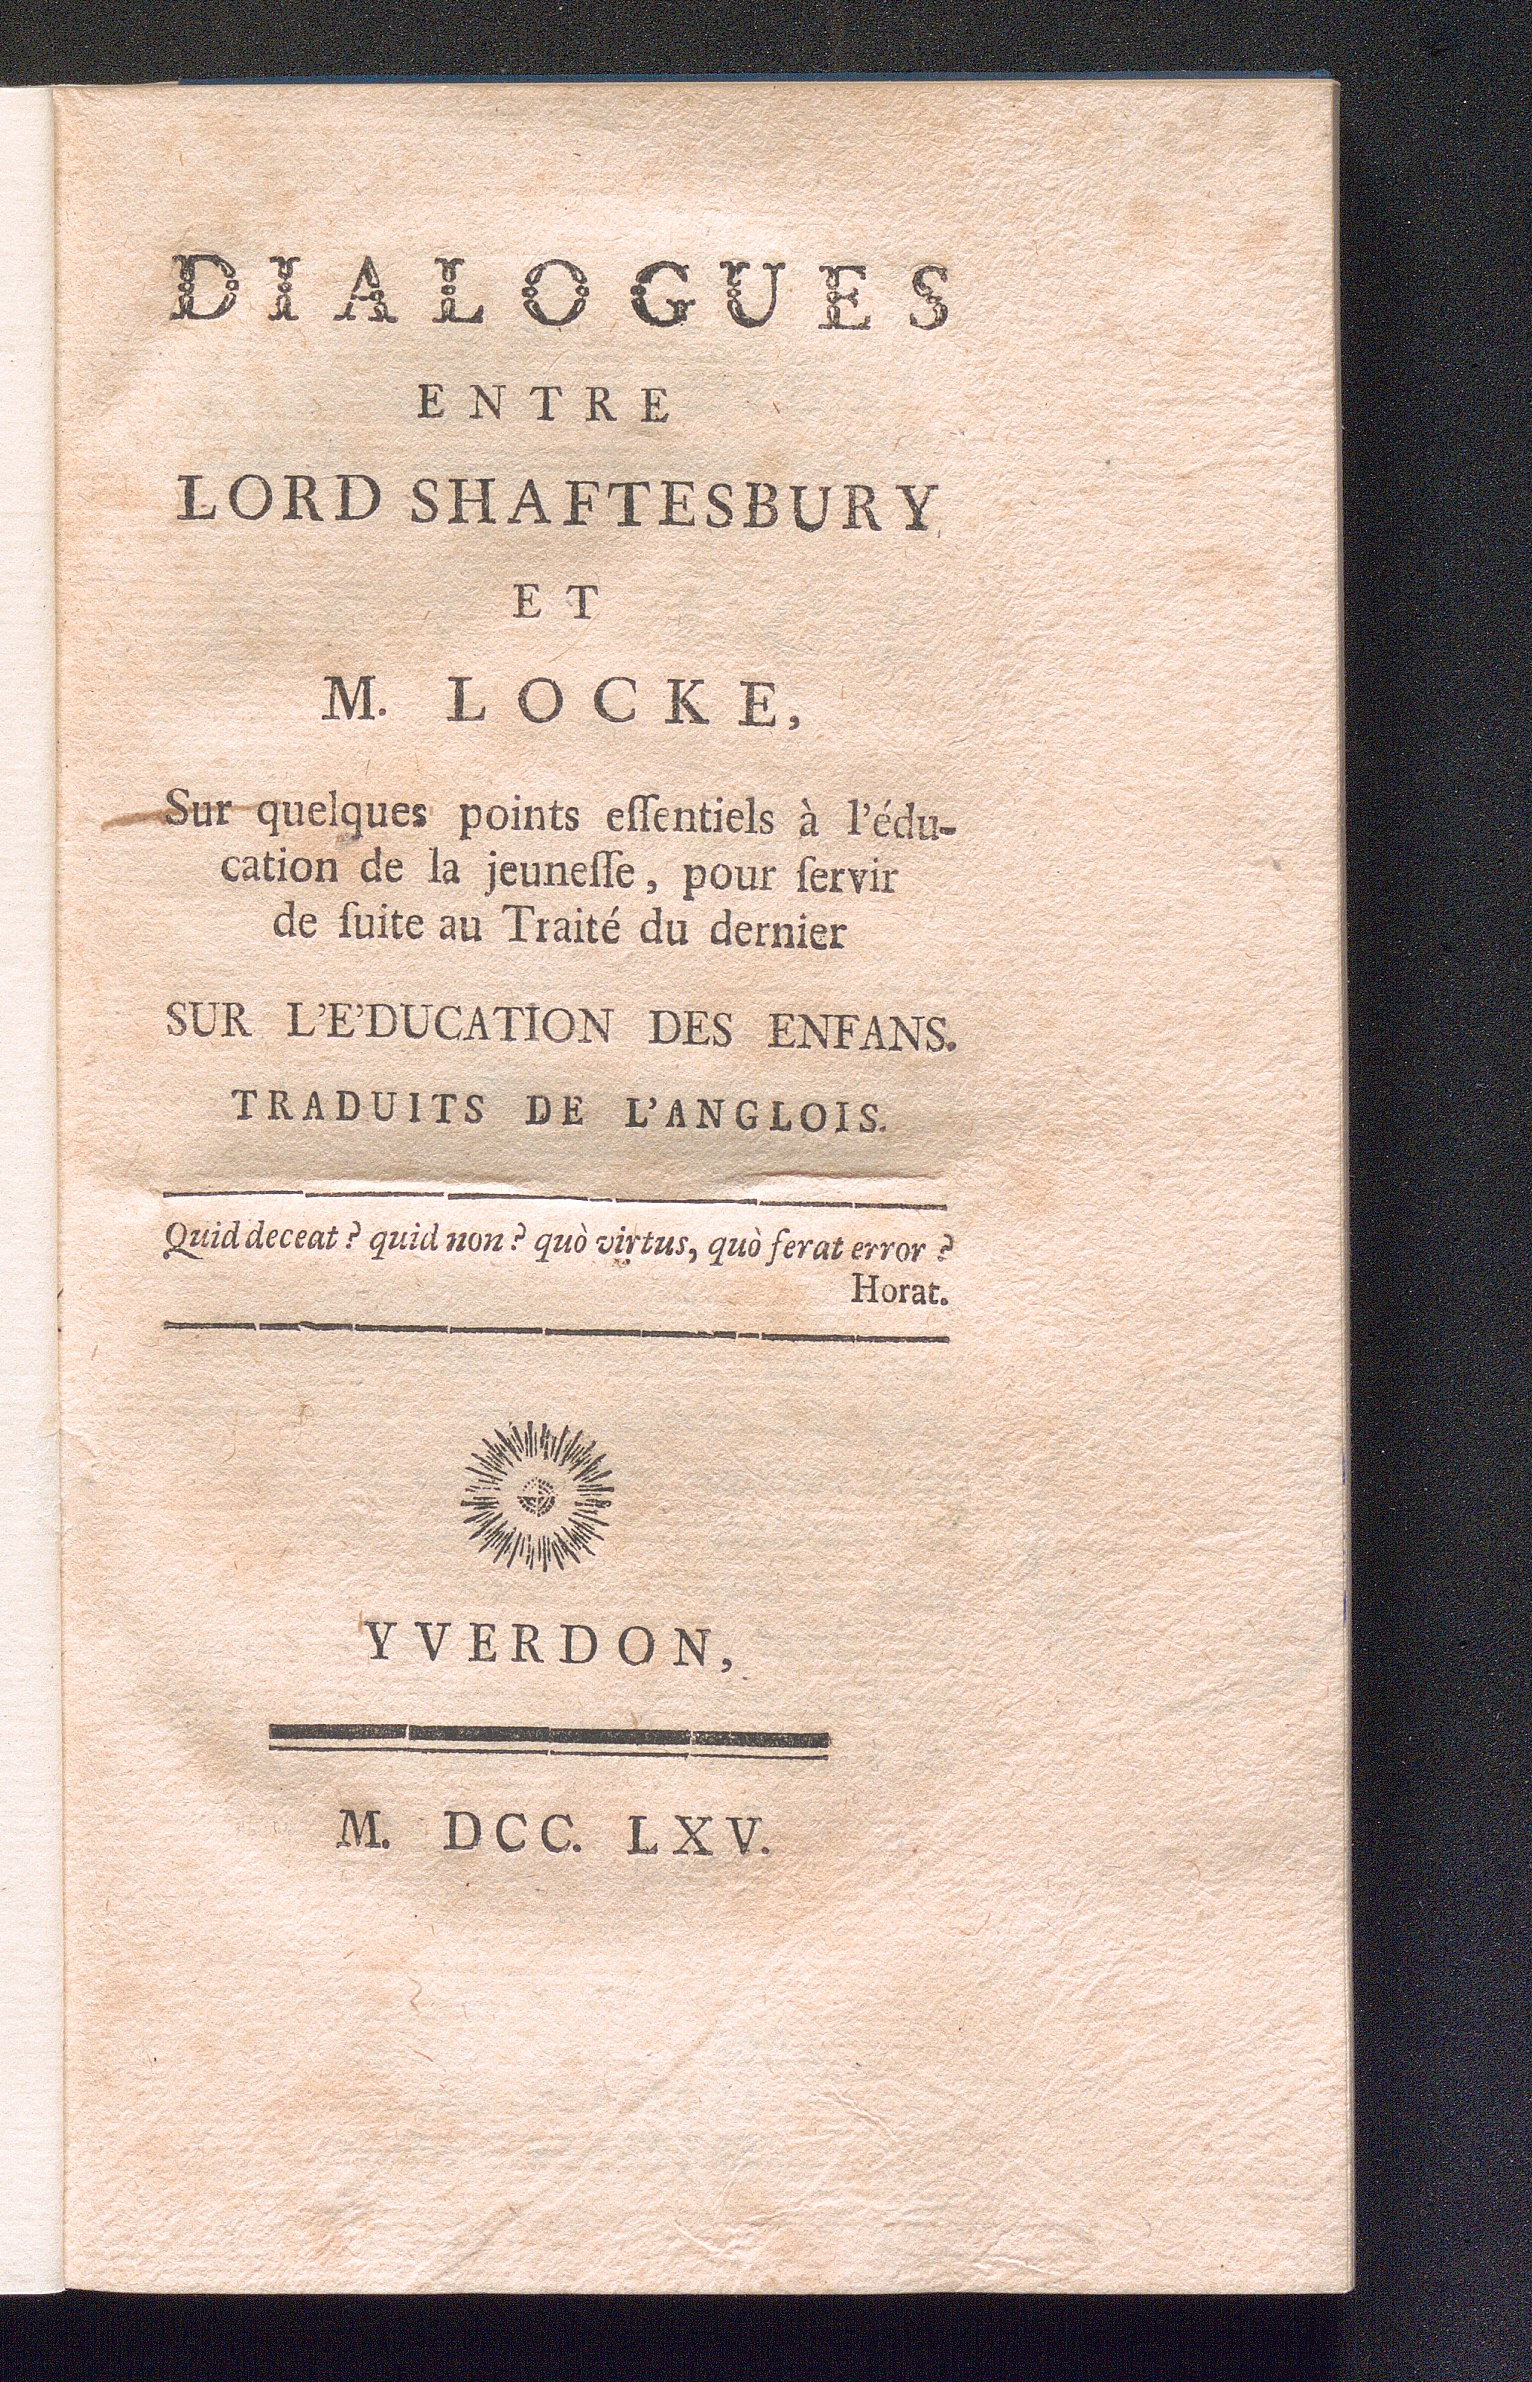 DIALOGUES
ENTRE
LORD SHAFTESBURY
ET
M. LOCKE,
Sur quelques points eſſentiels à l'édu-
cation de la jeuneſſe, pour ſervir
de ſuite au Traité du dernier
SUR L'E'DUCATION DES ENFANS.
TRADUITS DE L'ANGLOIS.
Quid deceat? quid non? quò virtus, quò ferat error?
Horat.
YVERDON,
M. DCC. LXV.